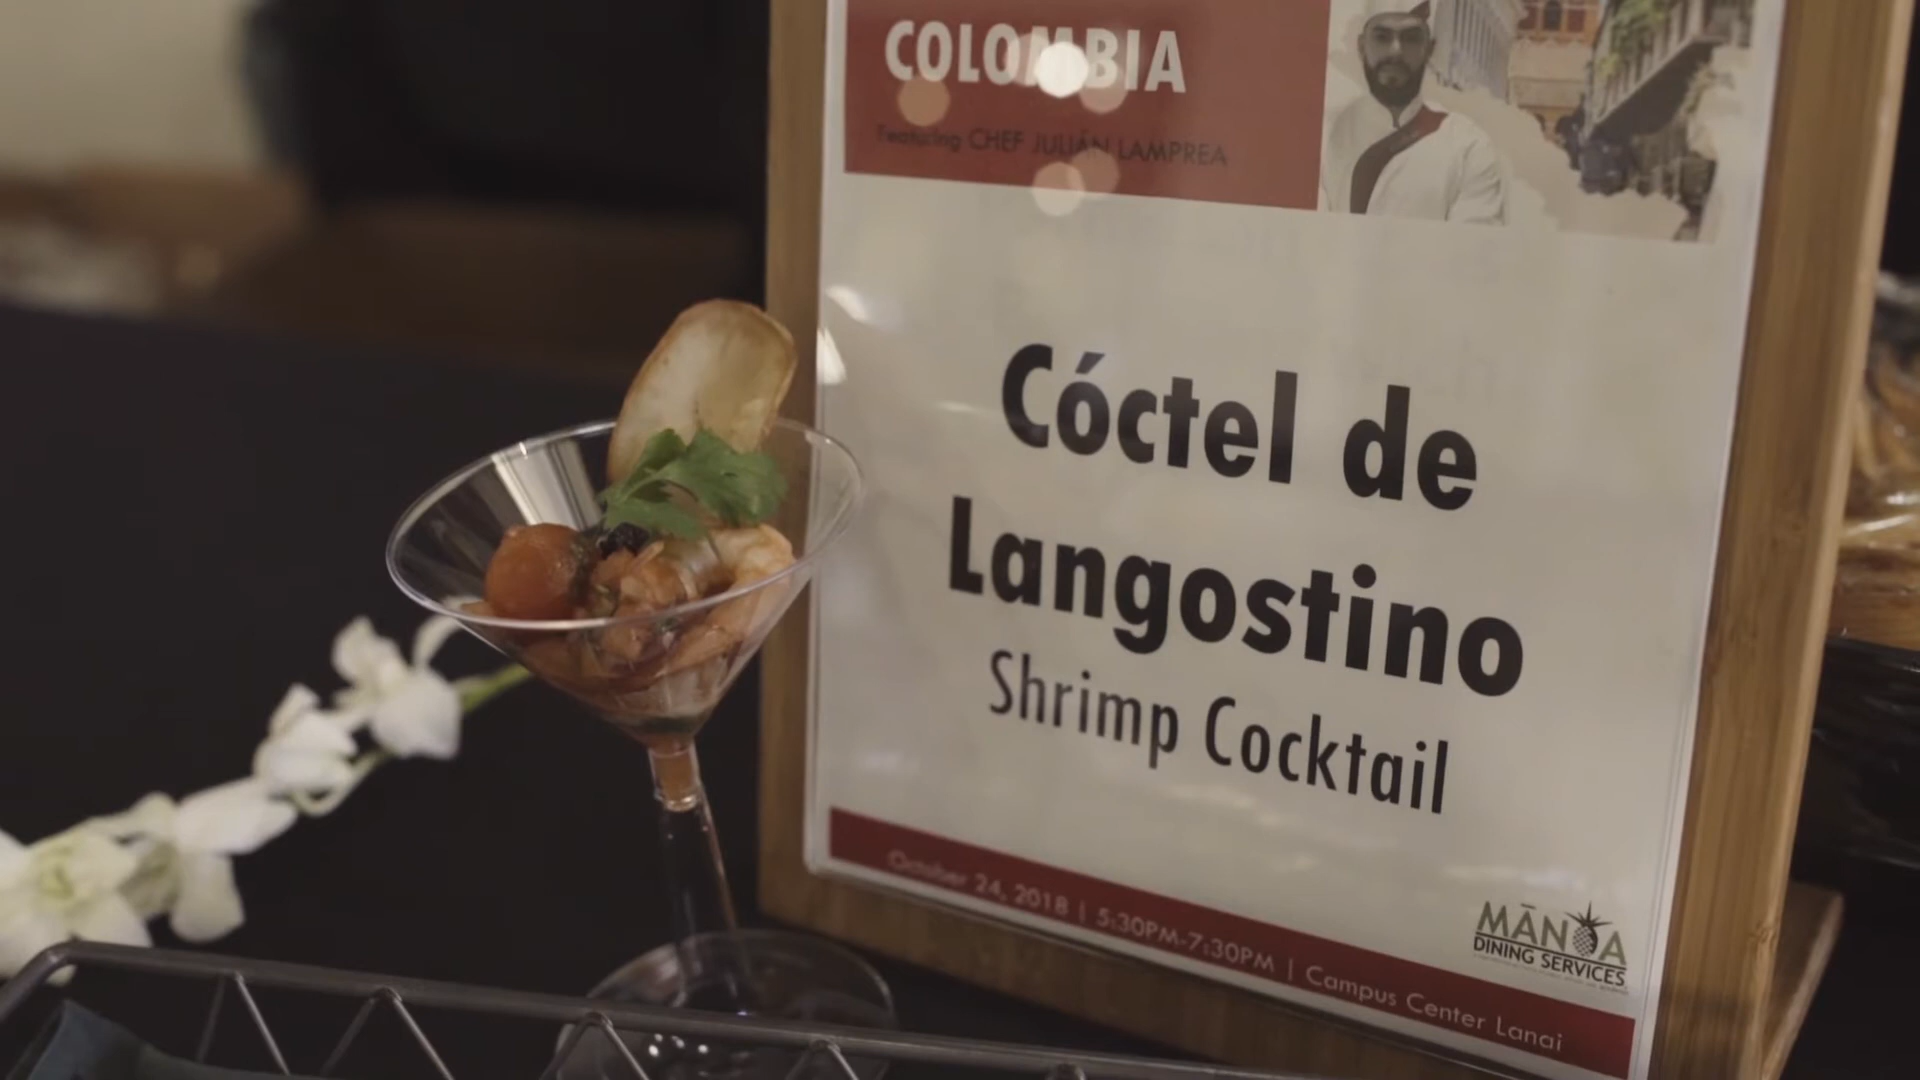 COLOMBIA
Featuring CHEF JULIÁN LAMPREA
Cóctel de
Langostino
Shrimp Cocktail
October 24, 2018 | 5:30PM-7:30PM | Campus Center Lanai
MĀNOA
DINING SERVICES